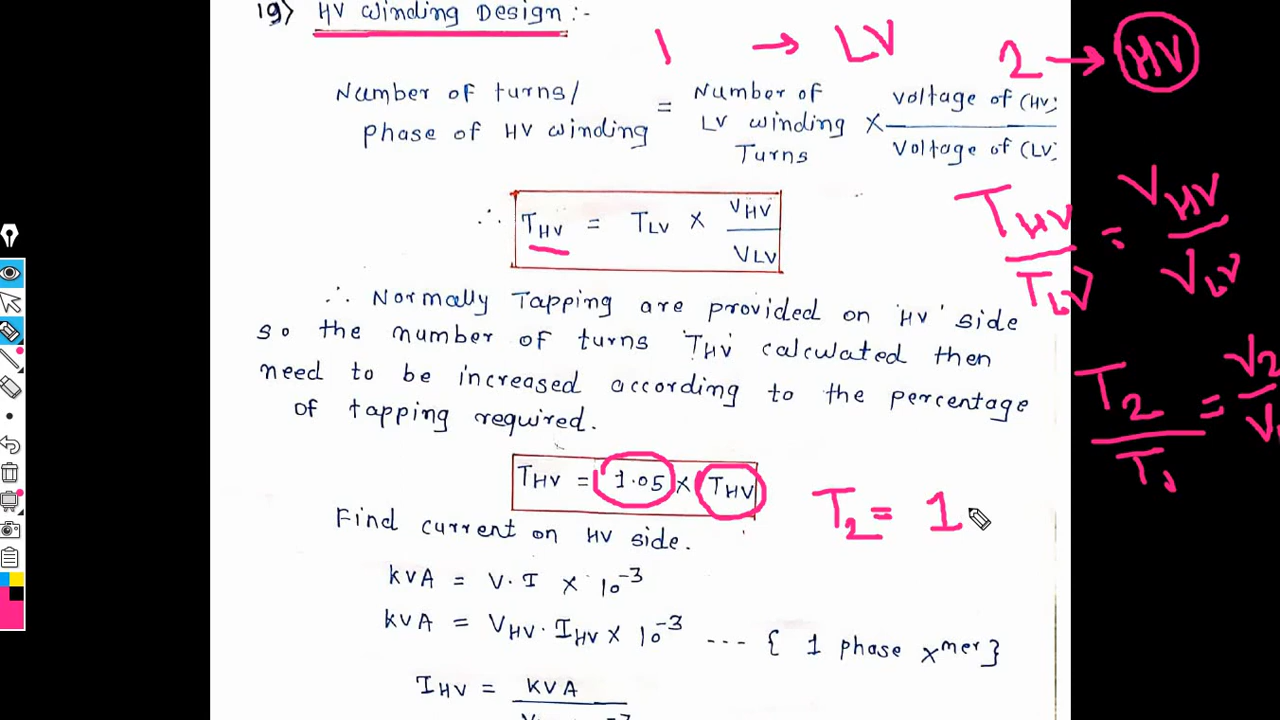 19) HV Winding Design :-
1 → LV
2 → HV
Number of turns/
phase of HV winding
=
Number of
LV winding
Turns
×
Voltage of (HV)
Voltage of (LV)
∴ THV = TLV × VHV / VLV
THV / TLV = VHV / VLV
∴ Normally Tapping are provided on 'HV' side
so the number of turns 'THV' calculated then
need to be increased according to the percentage
of tapping required.
T2 / T1 = V2 / V
THV = 1.05 × THV
T2 = 1
Find current on HV side.
kVA = V·I × 10^-3
kVA = VHV·IHV × 10^-3 --- { 1 phase xmer }
IHV = KVA